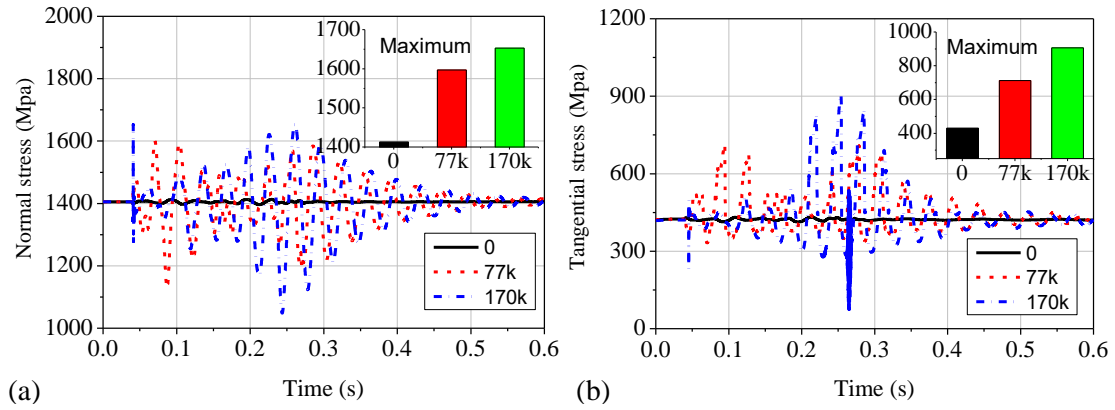 2000
1800
1600
1400
1200
1000
Normal stress (Mpa)
0.0 0.1 0.2 0.3 0.4 0.5 0.6
Time (s)
(a)
Maximum
1700
1600
1500
1400
0 77k 170k
0
77k
170k
1200
900
600
300
0
Tangential stress (Mpa)
0.0 0.1 0.2 0.3 0.4 0.5 0.6
Time (s)
(b)
Maximum
1000
800
600
400
0 77k 170k
0
77k
170k